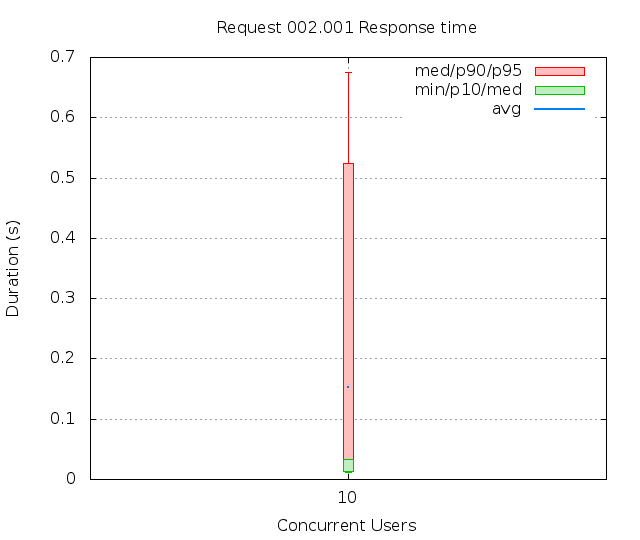 Request 002.001 Response time
med/p90/p95
min/p10/med
avg
0.7
0.6
0.5
0.4
0.3
0.2
0.1
0
Duration (s)
10
Concurrent Users